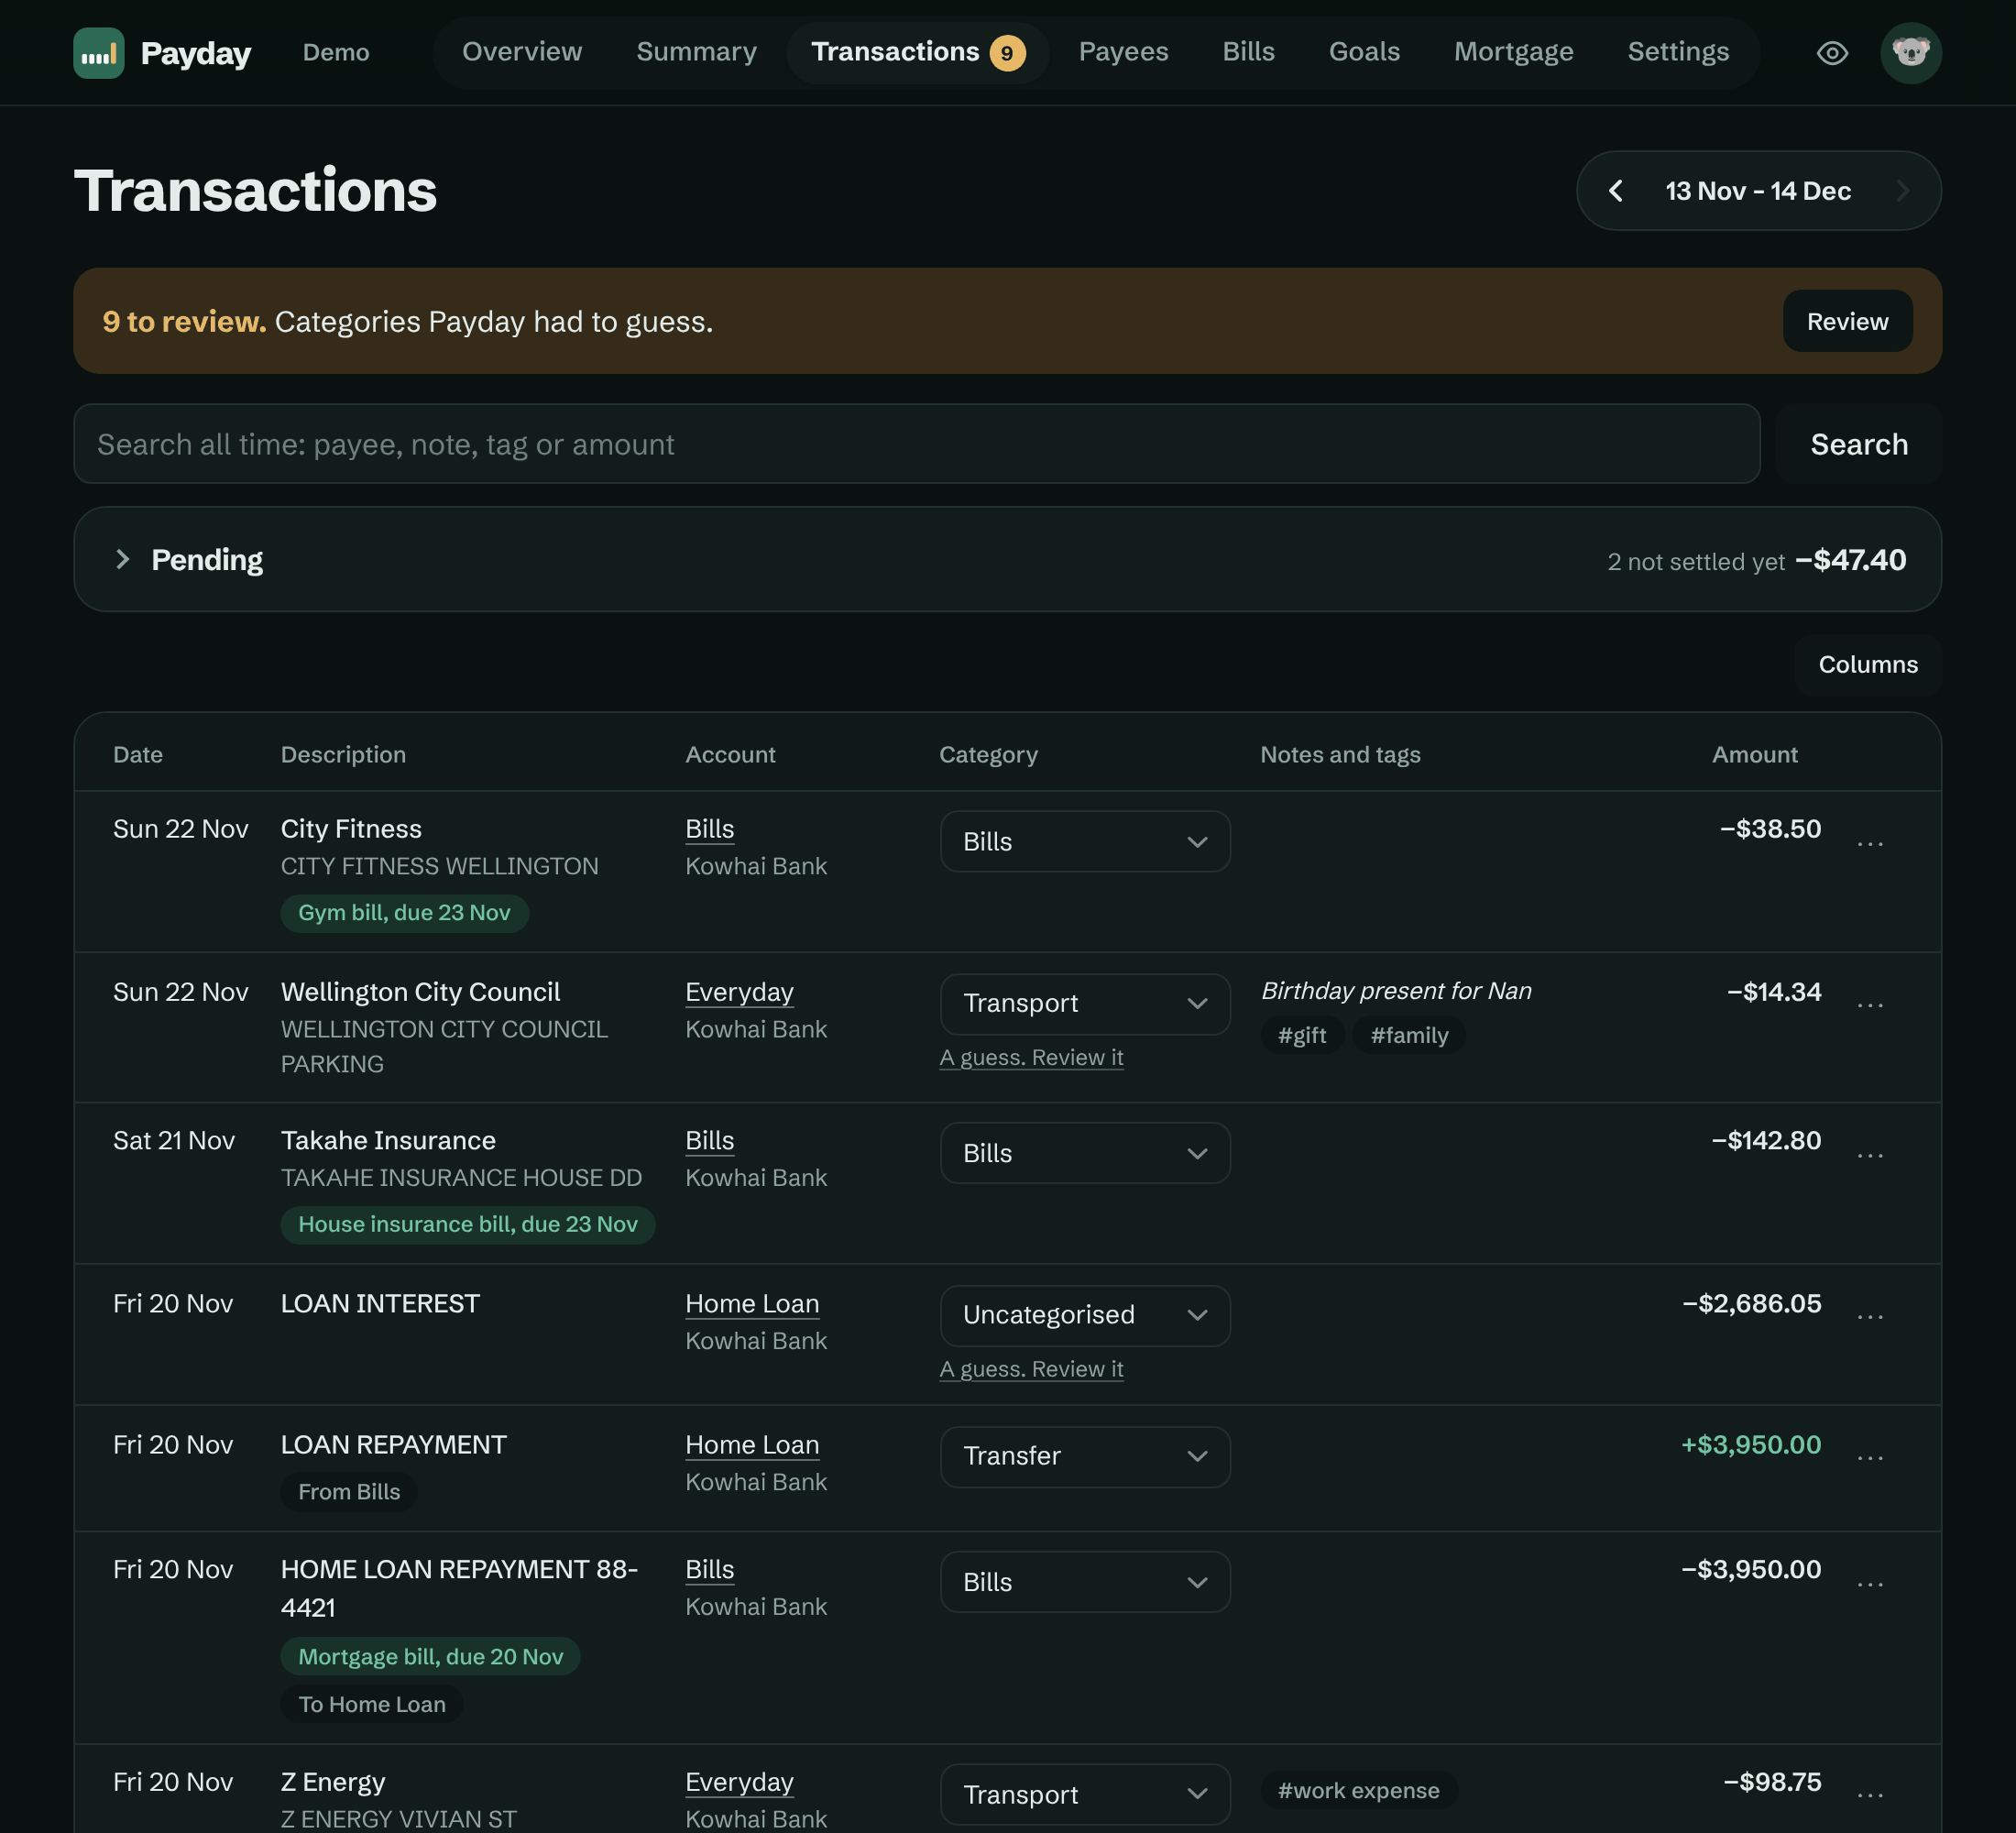 Payday Demo Overview Summary Transactions 9 Payees Bills Goals Mortgage Settings
Transactions
13 Nov – 14 Dec
9 to review. Categories Payday had to guess.
Review
Search all time: payee, note, tag or amount
Search
Pending
2 not settled yet −$47.40
Columns
Date Description Account Category Notes and tags Amount
Sun 22 Nov City Fitness Bills Bills −$38.50 ...
CITY FITNESS WELLINGTON Kowhai Bank
Gym bill, due 23 Nov
Sun 22 Nov Wellington City Council Everyday Transport Birthday present for Nan −$14.34 ...
WELLINGTON CITY COUNCIL Kowhai Bank #gift #family
PARKING A guess. Review it
Sat 21 Nov Takahe Insurance Bills Bills −$142.80 ...
TAKAHE INSURANCE HOUSE DD Kowhai Bank
House insurance bill, due 23 Nov
Fri 20 Nov LOAN INTEREST Home Loan Uncategorised −$2,686.05 ...
Kowhai Bank
A guess. Review it
Fri 20 Nov LOAN REPAYMENT Home Loan Transfer +$3,950.00 ...
From Bills Kowhai Bank
Fri 20 Nov HOME LOAN REPAYMENT 88- Bills Bills −$3,950.00 ...
4421 Kowhai Bank
Mortgage bill, due 20 Nov
To Home Loan
Fri 20 Nov Z Energy Everyday Transport #work expense −$98.75 ...
Z ENERGY VIVIAN ST Kowhai Bank